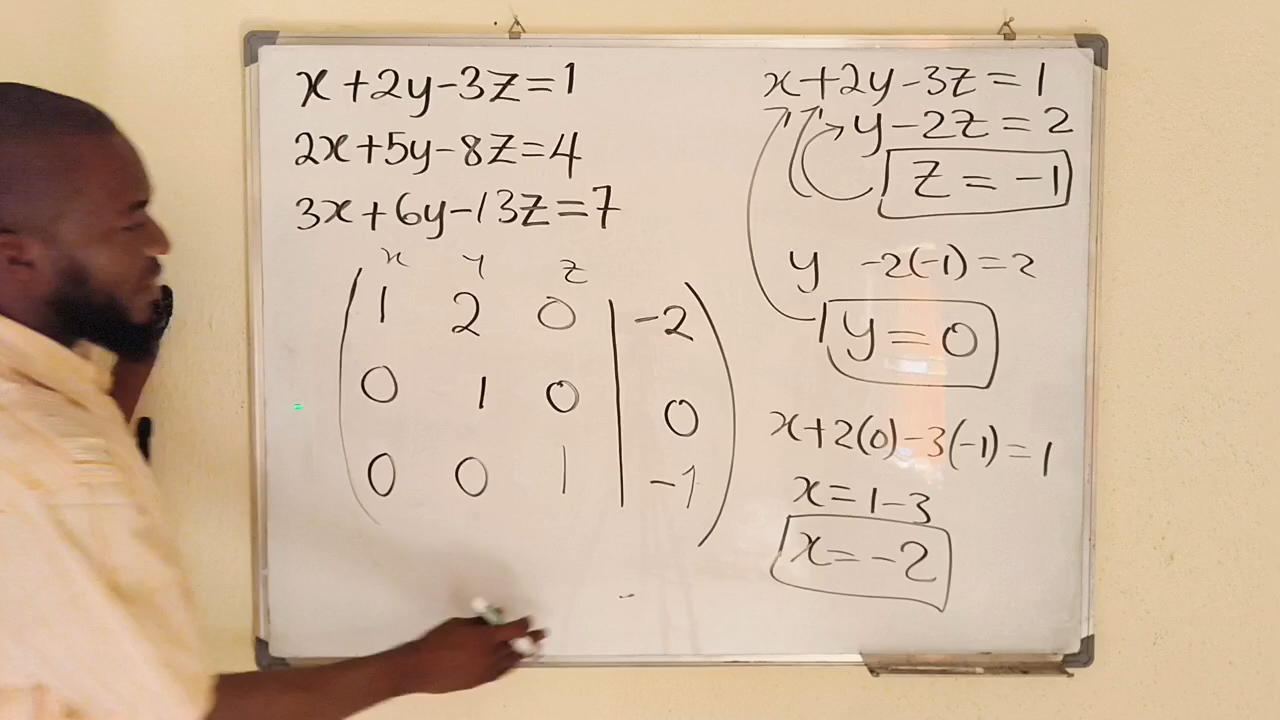 x+2y-3z=1
2x+5y-8z=4
3x+6y-13z=7
x y z
1 2 0 | -2
0 1 0 | 0
0 0 1 | -1
x+2y-3z=1
y-2z=2
z=-1
y -2(-1)=2
y=0
x+2(0)-3(-1)=1
x=1-3
x=-2